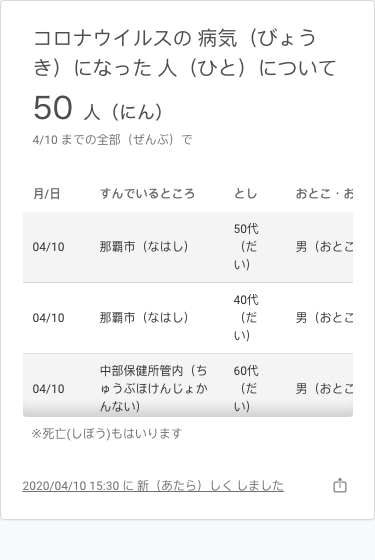 コロナウイルスの 病気（びょう
き）になった 人（ひと）について
50 人（にん）
4/10 までの全部（ぜんぶ）で
月/日 すんでいるところ とし おとこ・お
04/10 那覇市（なはし） 50代（だい） 男（おとこ
04/10 那覇市（なはし） 40代（だい） 男（おとこ
04/10 中部保健所管内（ちゅうぶほけんじょかんない） 60代（だい） 男（おとこ
※死亡(しぼう)もはいります
2020/04/10 15:30 に 新（あたら）しく しました